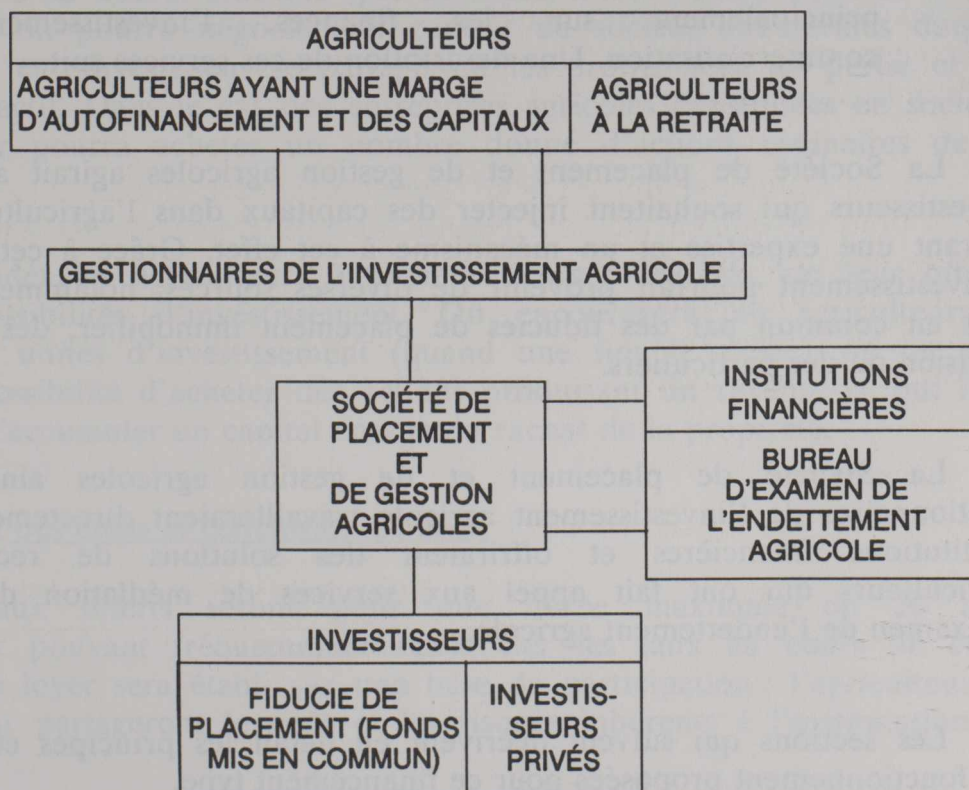 AGRICULTEURS
AGRICULTEURS AYANT UNE MARGE
D'AUTOFINANCEMENT ET DES CAPITAUX
AGRICULTEURS
À LA RETRAITE
GESTIONNAIRES DE L'INVESTISSEMENT AGRICOLE
SOCIÉTÉ DE
PLACEMENT
ET
DE GESTION
AGRICOLES
INSTITUTIONS
FINANCIÈRES
BUREAU
D'EXAMEN DE
L'ENDETTEMENT
AGRICOLE
INVESTISSEURS
FIDUCIE DE
PLACEMENT (FONDS
MIS EN COMMUN)
INVESTIS-
SEURS
PRIVÉS